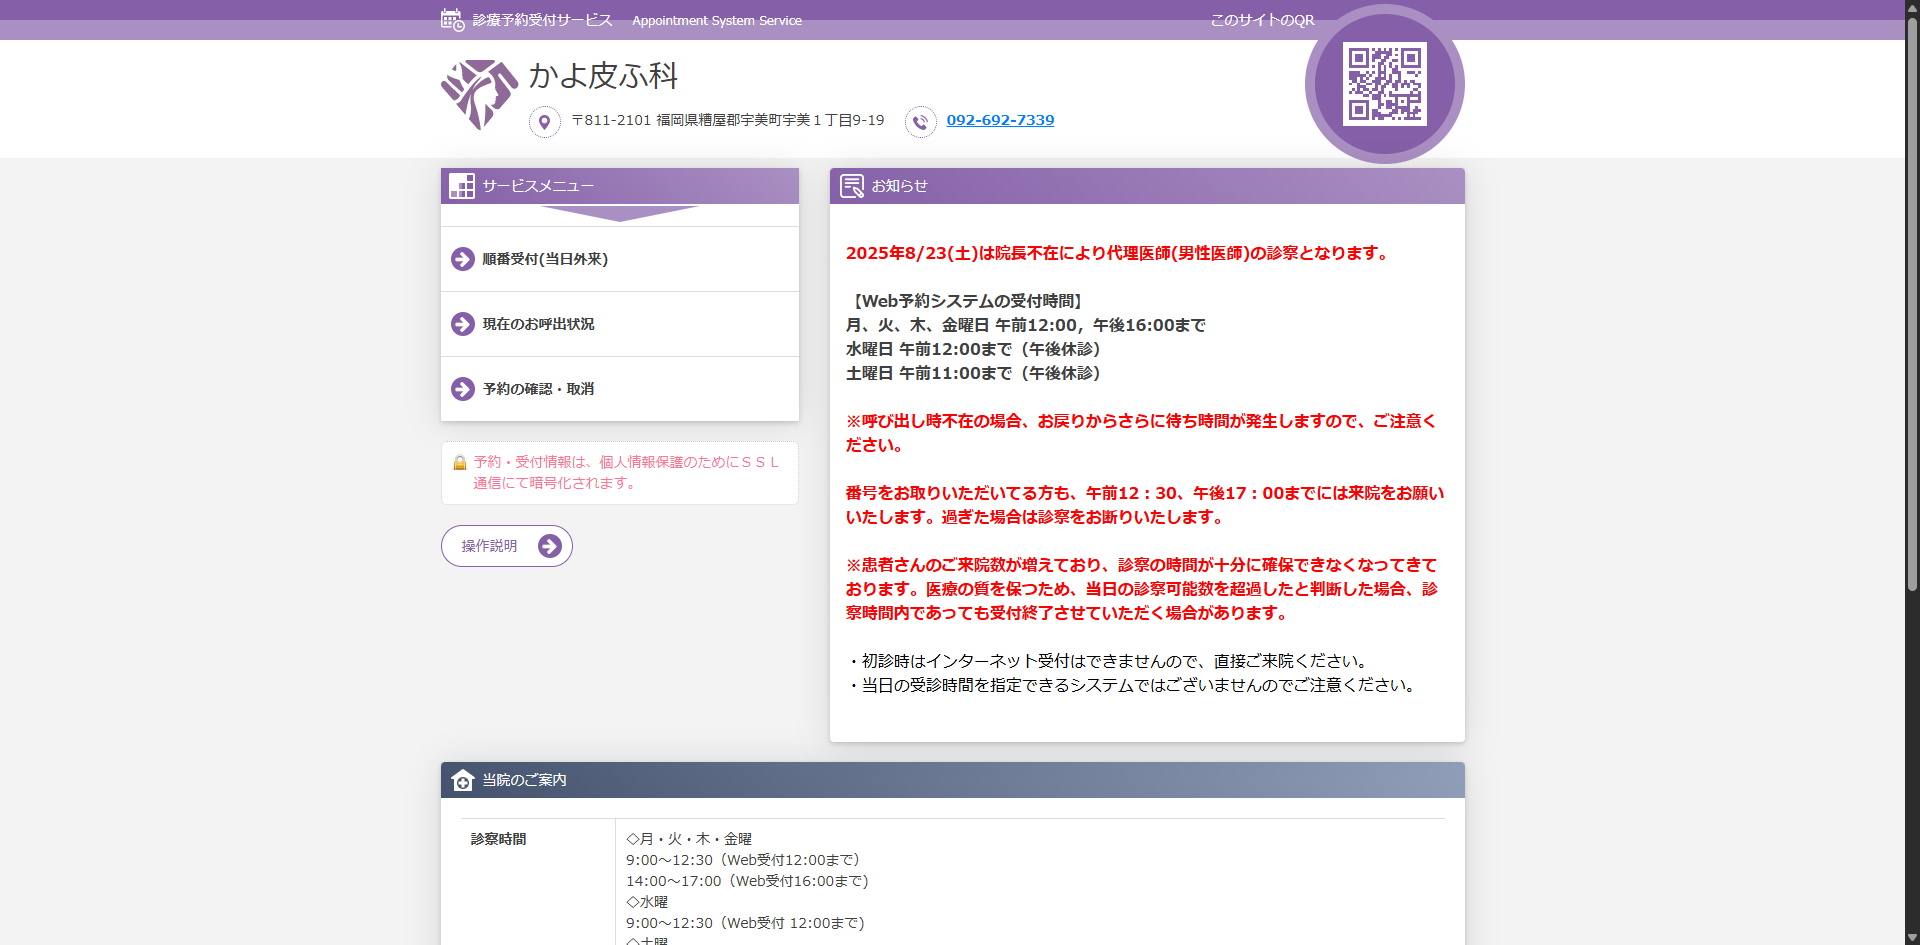 診療予約受付サービス Appointment System Service
このサイトのQR
かよ皮ふ科
〒811-2101 福岡県糟屋郡宇美町宇美１丁目9-19 092-692-7339
サービスメニュー
順番受付(当日外来)
現在のお呼出状況
予約の確認・取消
予約・受付情報は、個人情報保護のためにＳＳＬ
通信にて暗号化されます。
操作説明
お知らせ
2025年8/23(土)は院長不在により代理医師(男性医師)の診察となります。
【Web予約システムの受付時間】
月、火、木、金曜日 午前12:00，午後16:00まで
水曜日 午前12:00まで（午後休診）
土曜日 午前11:00まで（午後休診）
※呼び出し時不在の場合、お戻りからさらに待ち時間が発生しますので、ご注意く
ださい。
番号をお取りいただいてる方も、午前12：30、午後17：00までには来院をお願い
いたします。過ぎた場合は診察をお断りいたします。
※患者さんのご来院数が増えており、診察の時間が十分に確保できなくなってきて
おります。医療の質を保つため、当日の診察可能数を超過したと判断した場合、診
察時間内であっても受付終了させていただく場合があります。
・初診時はインターネット受付はできませんので、直接ご来院ください。
・当日の受診時間を指定できるシステムではございませんのでご注意ください。
当院のご案内
診察時間
◇月・火・木・金曜
9:00～12:30（Web受付12:00まで）
14:00～17:00（Web受付16:00まで)
◇水曜
9:00～12:30（Web受付 12:00まで)
◇土曜